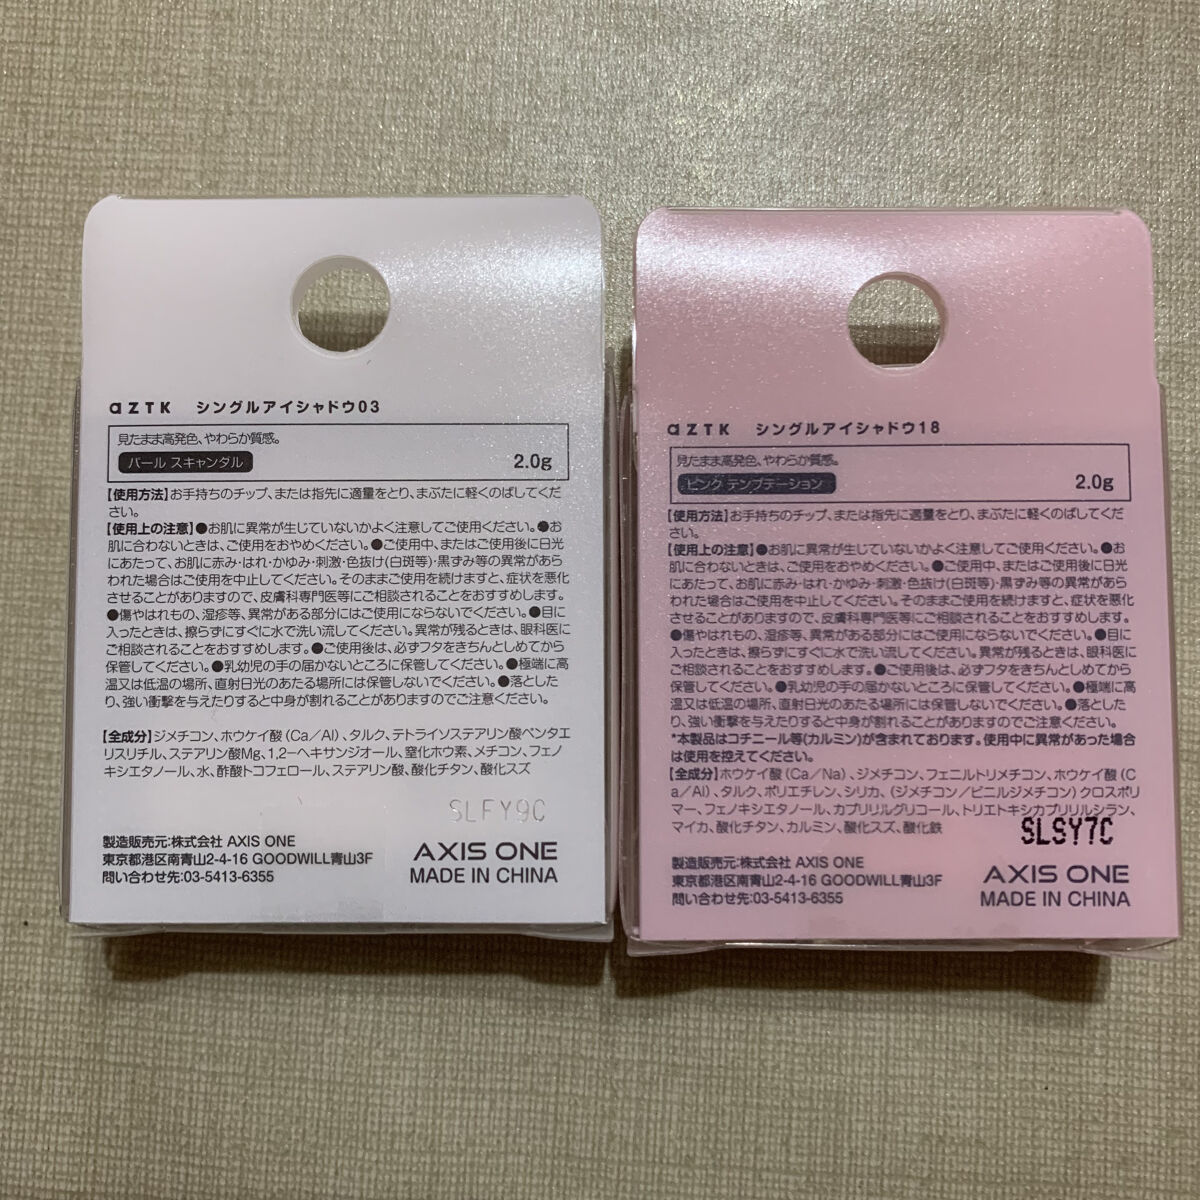 aZTK シングルアイシャドウ03
見たまま高発色、やわらか質感。
パール スキャンダル 2.0g
【使用方法】お手持ちのチップ、または指先に適量をとり、まぶたに軽くのばしてくだ
さい。
【使用上の注意】●お肌に異常が生じていないかよく注意してご使用ください。●お
肌に合わないときは、ご使用をおやめください。●ご使用中、またはご使用後に日光
にあたって、お肌に赤み・はれ・かゆみ・刺激・色抜け(白斑等)・黒ずみ等の異常があら
われた場合はご使用を中止してください。そのままご使用を続けますと、症状を悪化
させることがありますので、皮膚科専門医等にご相談されることをおすすめします。
●傷やはれもの、湿疹等、異常がある部分にはご使用にならないでください。●目に
入ったときは、擦らずにすぐに水で洗い流してください。異常が残るときは、眼科医に
ご相談されることをおすすめします。●ご使用後は、必ずフタをきちんとしめてから
保管してください。●乳幼児の手の届かないところに保管してください。●極端に高
温又は低温の場所、直射日光のあたる場所には保管しないでください。●落とした
り、強い衝撃を与えたりすると中身が割れることがありますのでご注意ください。
【全成分】ジメチコン、ホウケイ酸（Ca／Al）、タルク、テトライソステアリン酸ペンタエ
リスリチル、ステアリン酸Mg、1,2－ヘキサンジオール、窒化ホウ素、メチコン、フェノ
キシエタノール、水、酢酸トコフェロール、ステアリン酸、酸化チタン、酸化スズ
SLFY9C
製造販売元:株式会社 AXIS ONE
東京都港区南青山2-4-16 GOODWILL青山3F
問い合わせ先:03-5413-6355
AXIS ONE
MADE IN CHINA
aZTK シングルアイシャドウ18
見たまま高発色、やわらか質感。
ピンク テンプテーション 2.0g
【使用方法】お手持ちのチップ、または指先に適量をとり、まぶたに軽くのばしてくだ
さい。
【使用上の注意】●お肌に異常が生じていないかよく注意してご使用ください。●お
肌に合わないときは、ご使用をおやめください。●ご使用中、またはご使用後に日光
にあたって、お肌に赤み・はれ・かゆみ・刺激・色抜け(白斑等)・黒ずみ等の異常があら
われた場合はご使用を中止してください。そのままご使用を続けますと、症状を悪化
させることがありますので、皮膚科専門医等にご相談されることをおすすめします。
●傷やはれもの、湿疹等、異常がある部分にはご使用にならないでください。●目に
入ったときは、擦らずにすぐに水で洗い流してください。異常が残るときは、眼科医に
ご相談されることをおすすめします。●ご使用後は、必ずフタをきちんとしめてから
保管してください。●乳幼児の手の届かないところに保管してください。●極端に高
温又は低温の場所、直射日光のあたる場所には保管しないでください。●落とした
り、強い衝撃を与えたりすると中身が割れることがありますのでご注意ください。
*本製品はコチニール等(カルミン)が含まれております。使用中に異常があった場合
は使用を控えてください。
【全成分】ホウケイ酸（Ca／Na）、ジメチコン、フェニルトリメチコン、ホウケイ酸（C
a／Al）、タルク、ポリエチレン、シリカ、（ジメチコン／ビニルジメチコン）クロスポリ
マー、フェノキシエタノール、カプリリルグリコール、トリエトキシカプリリルシラン、
マイカ、酸化チタン、カルミン、酸化スズ、酸化鉄
SLSY7C
製造販売元:株式会社 AXIS ONE
東京都港区南青山2-4-16 GOODWILL青山3F
問い合わせ先:03-5413-6355
AXIS ONE
MADE IN CHINA